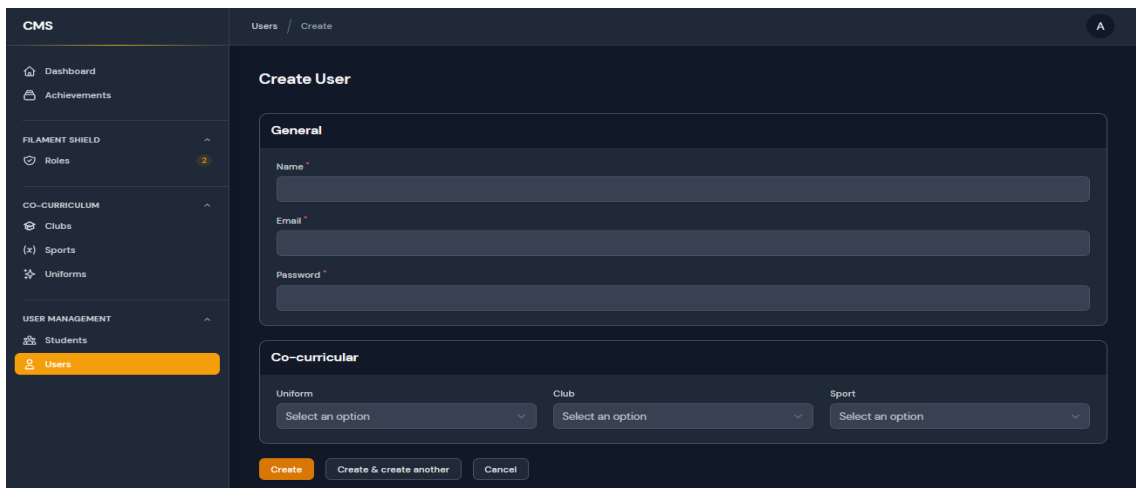 CMS
Users / Create
A
Dashboard
Achievements
FILAMENT SHIELD
Roles 2
CO-CURRICULUM
Clubs
(x) Sports
Uniforms
USER MANAGEMENT
Students
Users
Create User
General
Name *
Email *
Password *
Co-curricular
Uniform Club Sport
Select an option Select an option Select an option
Create Create & create another Cancel